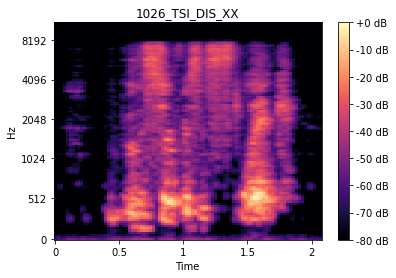 1026_TSI_DIS_XX
8192
4096
2048
1024
512
0
Hz
0
0.5
1
1.5
2
Time
+0 dB
-10 dB
-20 dB
-30 dB
-40 dB
-50 dB
-60 dB
-70 dB
-80 dB